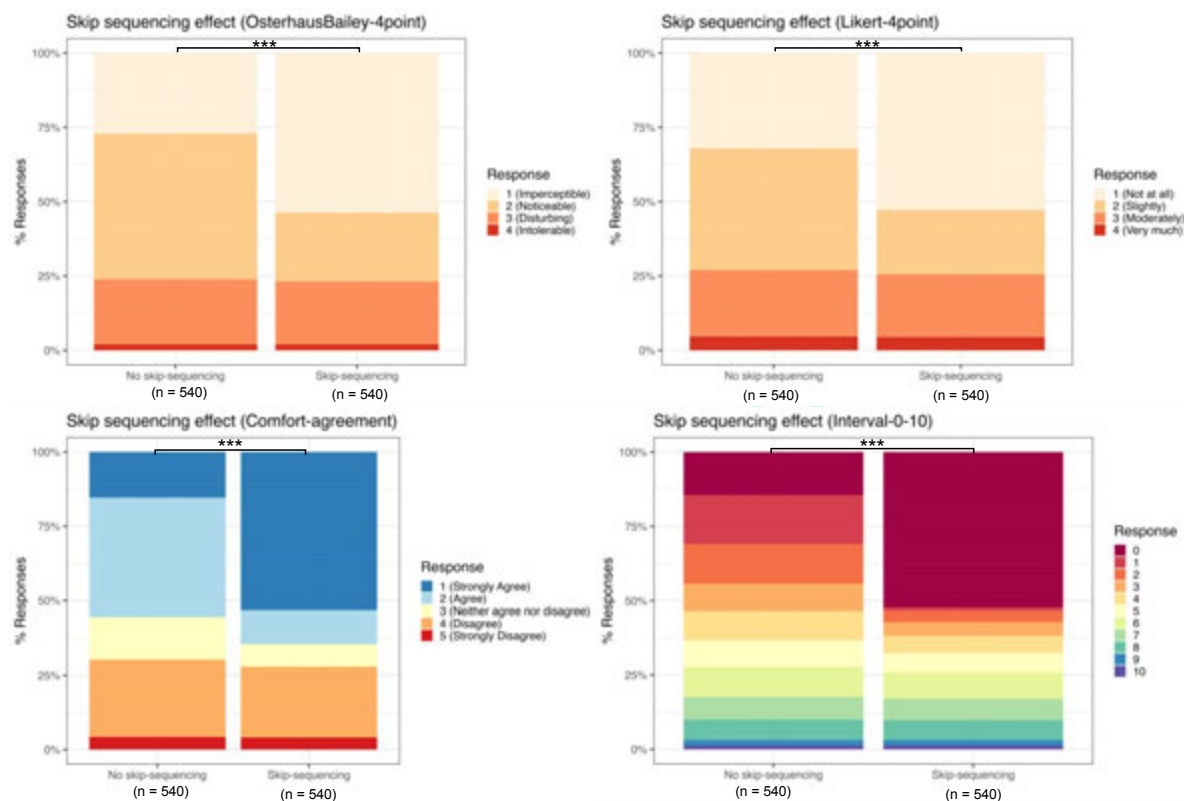 Skip sequencing effect (OsterhausBailey-4point)
***
100%
75%
50%
25%
0%
% Responses
No skip-sequencing
(n = 540)
Skip-sequencing
(n = 540)
Response
1 (Imperceptible)
2 (Noticeable)
3 (Disturbing)
4 (Intolerable)
Skip sequencing effect (Likert-4point)
***
100%
75%
50%
25%
0%
% Responses
No skip-sequencing
(n = 540)
Skip-sequencing
(n = 540)
Response
1 (Not at all)
2 (Slightly)
3 (Moderately)
4 (Very much)
Skip sequencing effect (Comfort-agreement)
***
100%
75%
50%
25%
0%
% Responses
No skip-sequencing
(n = 540)
Skip-sequencing
(n = 540)
Response
1 (Strongly Agree)
2 (Agree)
3 (Neither agree nor disagree)
4 (Disagree)
5 (Strongly Disagree)
Skip sequencing effect (Interval-0-10)
***
100%
75%
50%
25%
0%
% Responses
No skip-sequencing
(n = 540)
Skip-sequencing
(n = 540)
Response
0
1
2
3
4
5
6
7
8
9
10